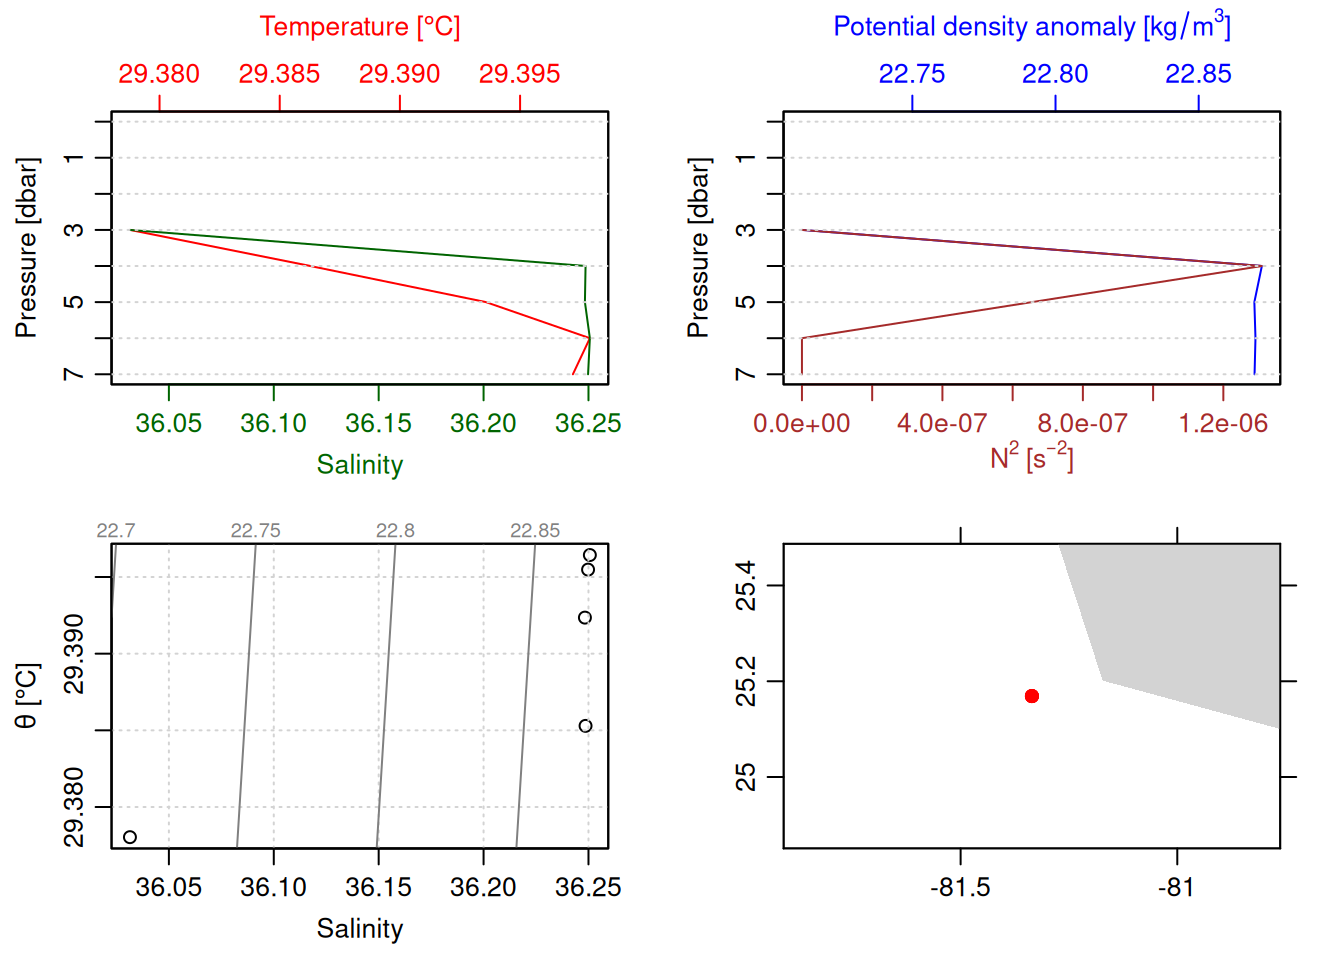 Temperature [°C]
29.380 29.385 29.390 29.395
Pressure [dbar]
1
3
5
7
36.05 36.10 36.15 36.20 36.25
Salinity
Potential density anomaly [kg/m³]
22.75 22.80 22.85
Pressure [dbar]
1
3
5
7
0.0e+00 4.0e-07 8.0e-07 1.2e-06
N² [s⁻²]
22.7 22.75 22.8 22.85
θ [°C]
29.390
29.380
36.05 36.10 36.15 36.20 36.25
Salinity
25.4
25.2
25
-81.5 -81